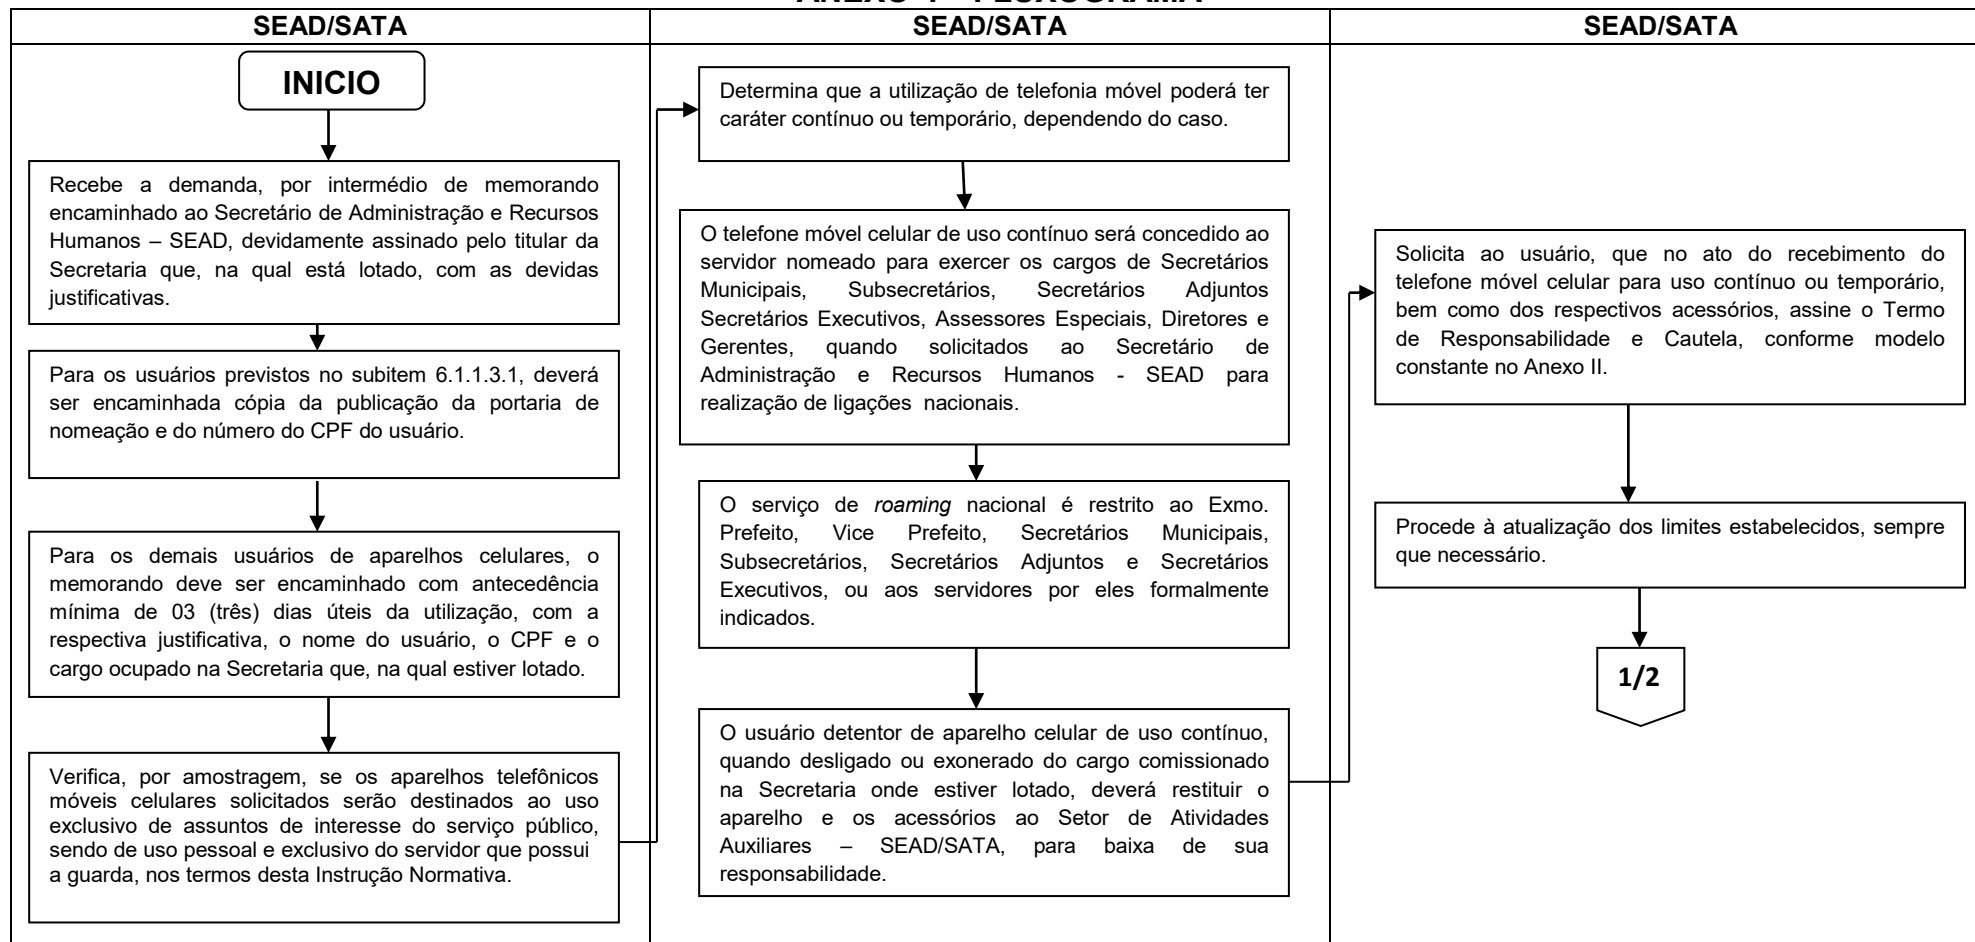 SEAD/SATA
INICIO
Recebe a demanda, por intermédio de memorando
encaminhado ao Secretário de Administração e Recursos
Humanos – SEAD, devidamente assinado pelo titular da
Secretaria que, na qual está lotado, com as devidas
justificativas.
Para os usuários previstos no subitem 6.1.1.3.1, deverá
ser encaminhada cópia da publicação da portaria de
nomeação e do número do CPF do usuário.
Para os demais usuários de aparelhos celulares, o
memorando deve ser encaminhado com antecedência
mínima de 03 (três) dias úteis da utilização, com a
respectiva justificativa, o nome do usuário, o CPF e o
cargo ocupado na Secretaria que, na qual estiver lotado.
Verifica, por amostragem, se os aparelhos telefônicos
móveis celulares solicitados serão destinados ao uso
exclusivo de assuntos de interesse do serviço público,
sendo de uso pessoal e exclusivo do servidor que possui
a guarda, nos termos desta Instrução Normativa.
SEAD/SATA
Determina que a utilização de telefonia móvel poderá ter
caráter contínuo ou temporário, dependendo do caso.
O telefone móvel celular de uso contínuo será concedido ao
servidor nomeado para exercer os cargos de Secretários
Municipais, Subsecretários, Secretários Adjuntos
Secretários Executivos, Assessores Especiais, Diretores e
Gerentes, quando solicitados ao Secretário de
Administração e Recursos Humanos - SEAD para
realização de ligações nacionais.
O serviço de roaming nacional é restrito ao Exmo.
Prefeito, Vice Prefeito, Secretários Municipais,
Subsecretários, Secretários Adjuntos e Secretários
Executivos, ou aos servidores por eles formalmente
indicados.
O usuário detentor de aparelho celular de uso contínuo,
quando desligado ou exonerado do cargo comissionado
na Secretaria onde estiver lotado, deverá restituir o
aparelho e os acessórios ao Setor de Atividades
Auxiliares – SEAD/SATA, para baixa de sua
responsabilidade.
SEAD/SATA
Solicita ao usuário, que no ato do recebimento do
telefone móvel celular para uso contínuo ou temporário,
bem como dos respectivos acessórios, assine o Termo
de Responsabilidade e Cautela, conforme modelo
constante no Anexo II.
Procede à atualização dos limites estabelecidos, sempre
que necessário.
1/2